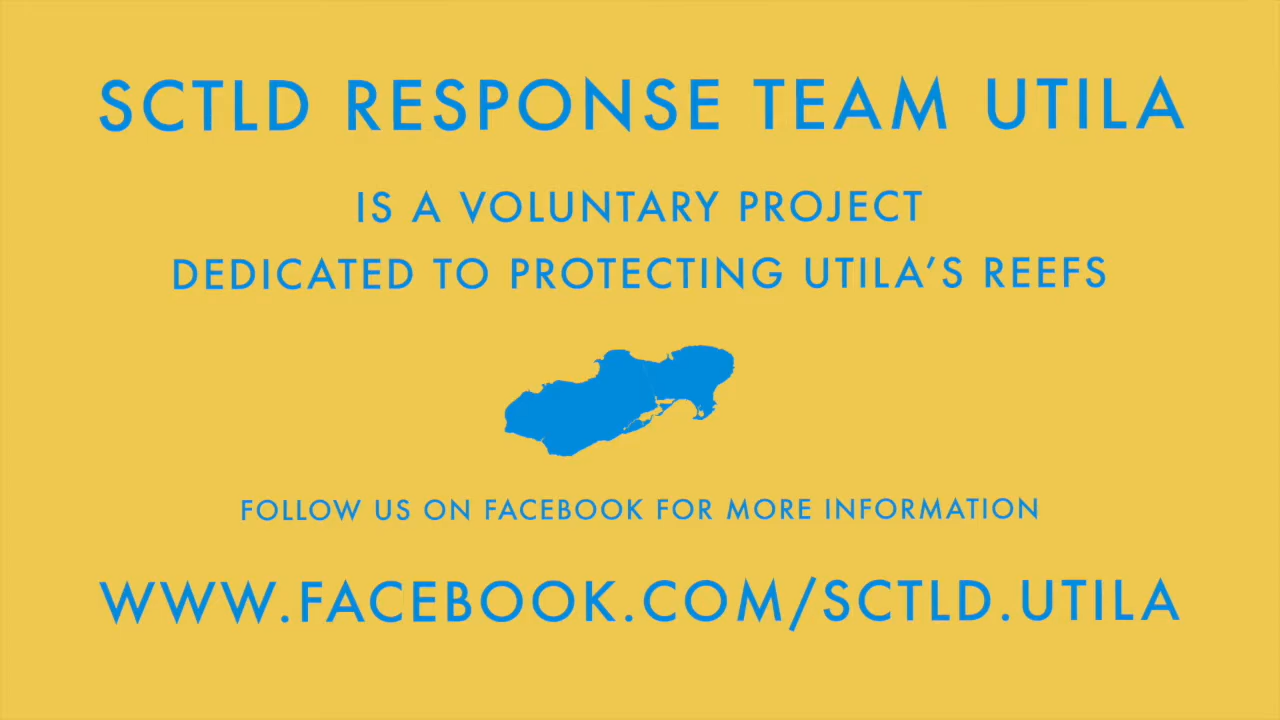 SCTLD RESPONSE TEAM UTILA
IS A VOLUNTARY PROJECT
DEDICATED TO PROTECTING UTILA'S REEFS
FOLLOW US ON FACEBOOK FOR MORE INFORMATION
WWW.FACEBOOK.COM/SCTLD.UTILA